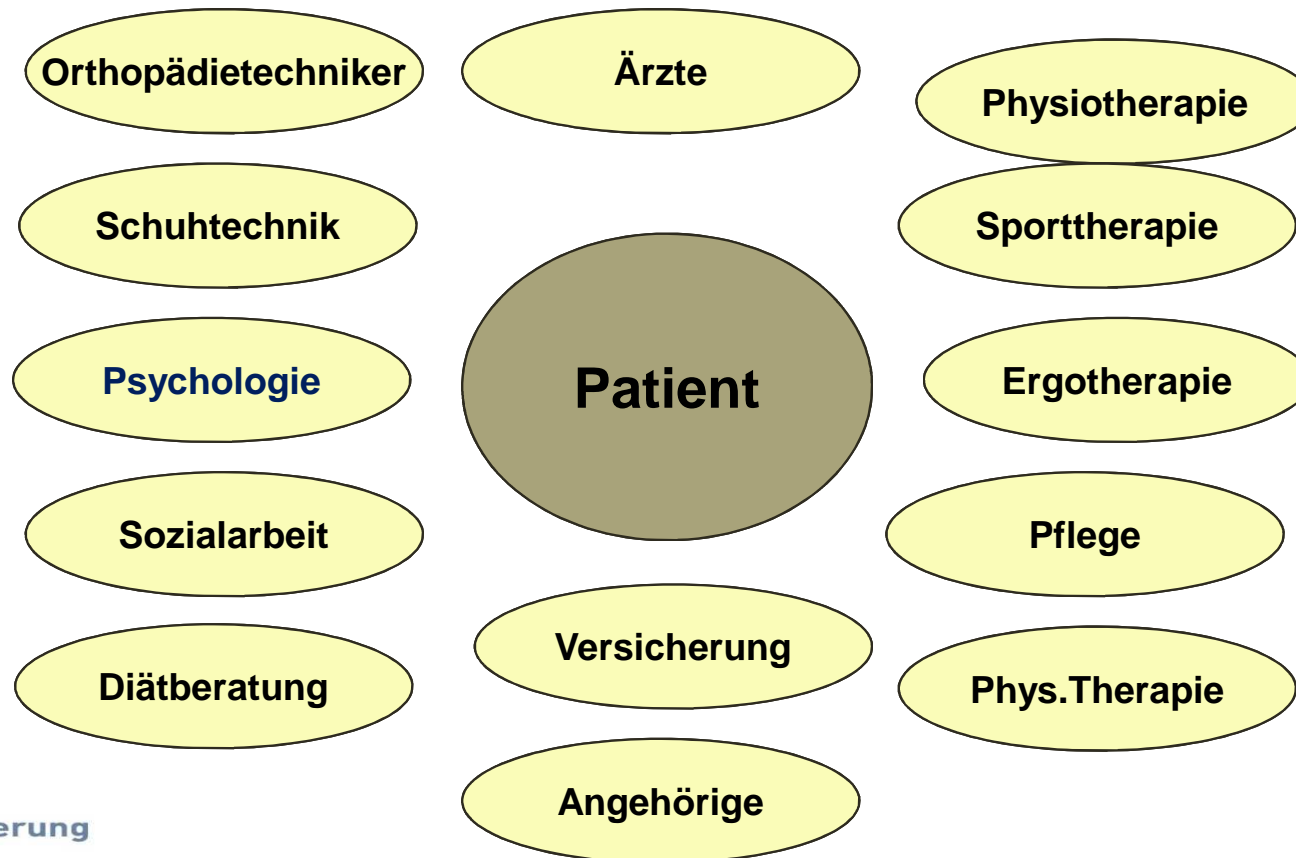 Orthopädietechniker
Ärzte
Physiotherapie
Schuhtechnik
Sporttherapie
Psychologie
Patient
Ergotherapie
Sozialarbeit
Pflege
Versicherung
Diätberatung
Phys.Therapie
Angehörige
erung